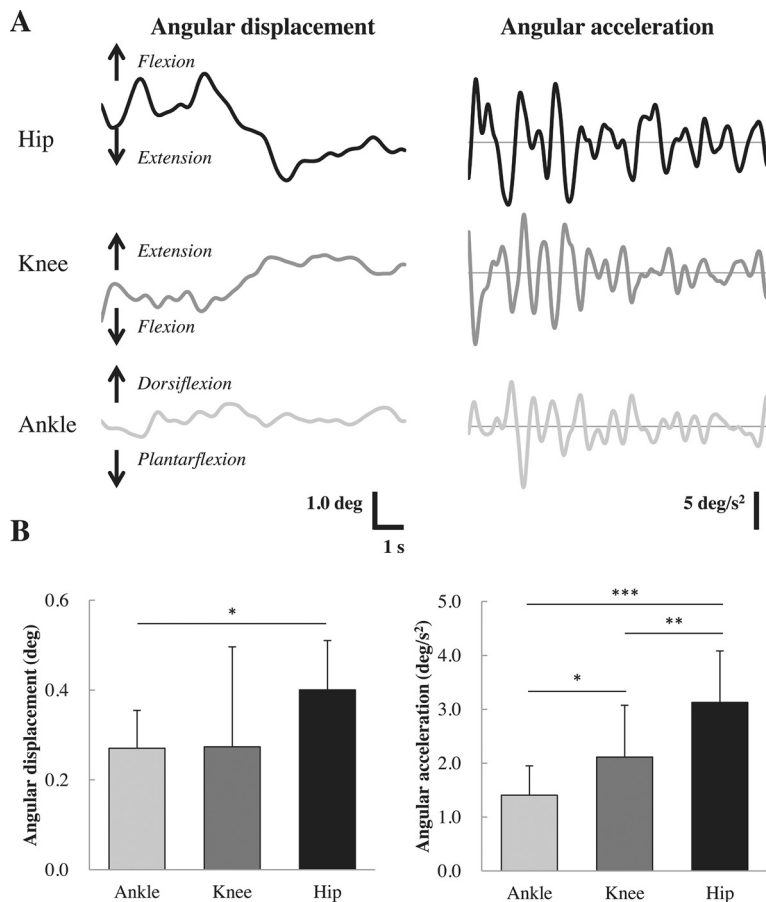 A
Angular displacement
Angular acceleration
Flexion
Hip
Extension
Extension
Knee
Flexion
Dorsiflexion
Ankle
Plantarflexion
1.0 deg
1 s
5 deg/s²
B
Angular displacement (deg)
0.6
0.4
0.2
0.0
*
Ankle
Knee
Hip
Angular acceleration (deg/s²)
5.0
4.0
3.0
2.0
1.0
0.0
***
**
*
Ankle
Knee
Hip